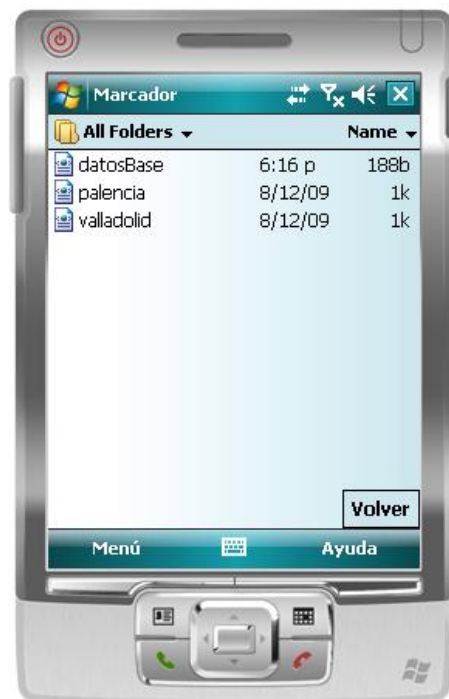 Marcador
All Folders Name
datosBase 6:16 p 188b
palencia 8/12/09 1k
valladolid 8/12/09 1k
Volver
Menú Ayuda